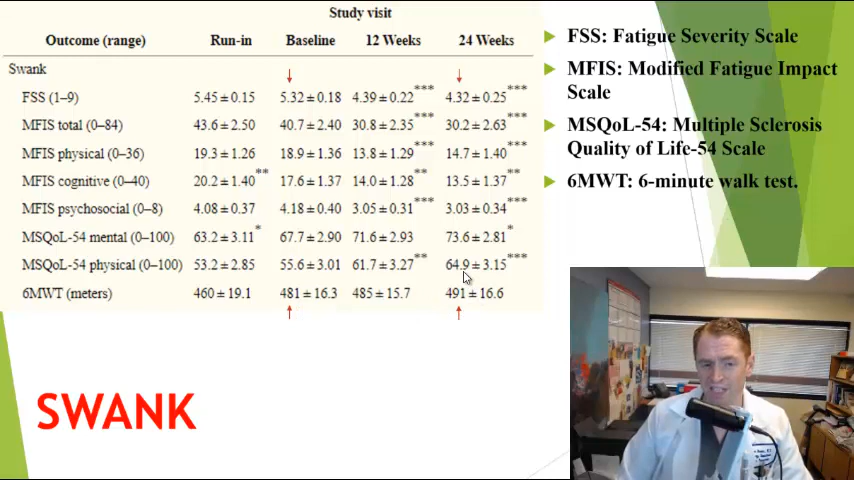 Study visit
Outcome (range) Run-in Baseline 12 Weeks 24 Weeks
Swank
FSS (1–9) 5.45 ± 0.15 5.32 ± 0.18 4.39 ± 0.22*** 4.32 ± 0.25***
MFIS total (0–84) 43.6 ± 2.50 40.7 ± 2.40 30.8 ± 2.35*** 30.2 ± 2.63***
MFIS physical (0–36) 19.3 ± 1.26 18.9 ± 1.36 13.8 ± 1.29*** 14.7 ± 1.40***
MFIS cognitive (0–40) 20.2 ± 1.40** 17.6 ± 1.37 14.0 ± 1.28** 13.5 ± 1.37**
MFIS psychosocial (0–8) 4.08 ± 0.37 4.18 ± 0.40 3.05 ± 0.31*** 3.03 ± 0.34***
MSQoL-54 mental (0–100) 63.2 ± 3.11* 67.7 ± 2.90 71.6 ± 2.93 73.6 ± 2.81*
MSQoL-54 physical (0–100) 53.2 ± 2.85 55.6 ± 3.01 61.7 ± 3.27** 64.9 ± 3.15***
6MWT (meters) 460 ± 19.1 481 ± 16.3 485 ± 15.7 491 ± 16.6
FSS: Fatigue Severity Scale
MFIS: Modified Fatigue Impact
Scale
MSQoL-54: Multiple Sclerosis
Quality of Life-54 Scale
6MWT: 6-minute walk test.
SWANK